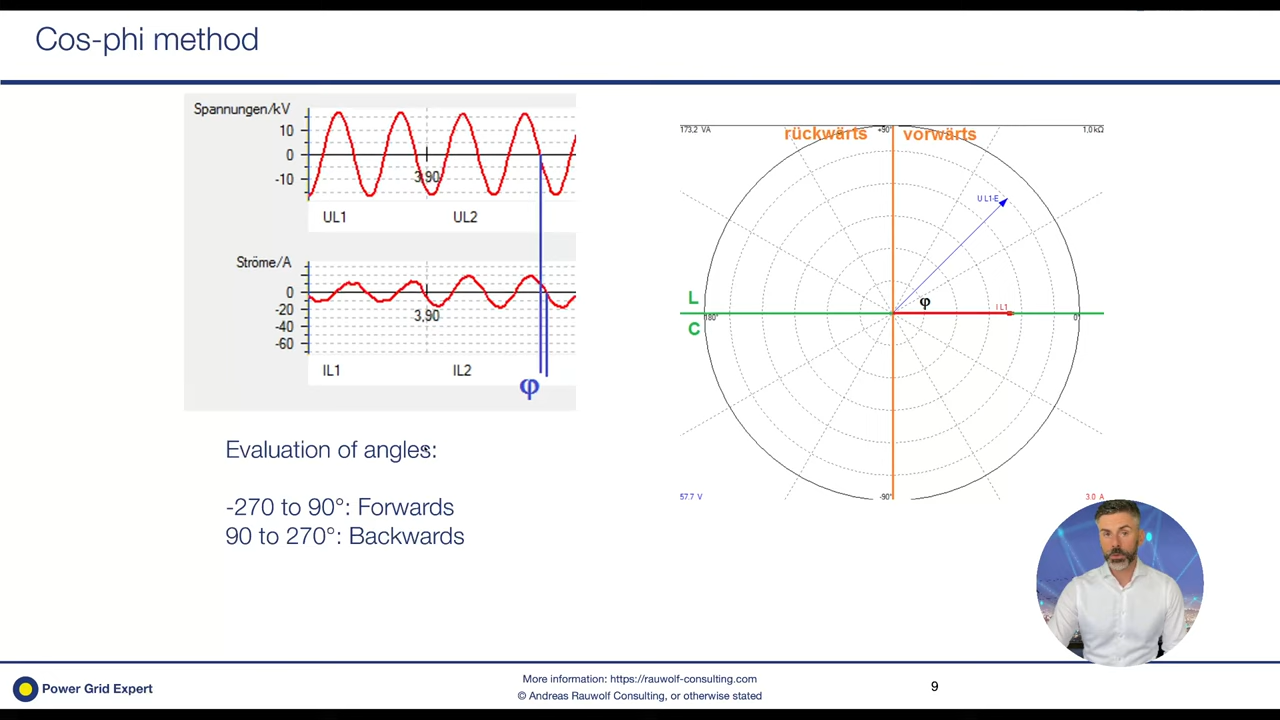 Cos-phi method
Spannungen/kV
10
0
-10
3,90
UL1
UL2
Ströme/A
0
-20
-40
-60
3,90
IL1
IL2
φ
173,2 VA
rückwärts
+90°
vorwärts
1,0 kΩ
U L1-E
L
C
φ
I L1
180°
0°
-90°
57.7 V
3.0 A
Evaluation of angles:
-270 to 90°: Forwards
90 to 270°: Backwards
Power Grid Expert
More information: https://rauwolf-consulting.com
© Andreas Rauwolf Consulting, or otherwise stated
9